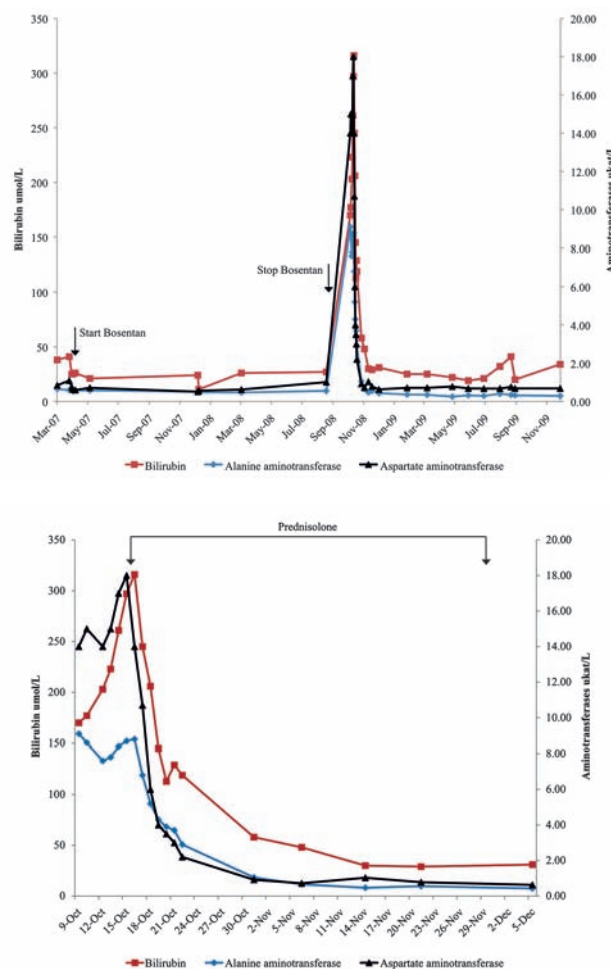 350
300
250
200
150
100
50
0
20.00
18.00
16.00
14.00
12.00
10.00
8.00
6.00
4.00
2.00
0.00
Bilirubin umol/L
Aminotransferases ukat/L
Start Bosentan
Stop Bosentan
Mar-07
May-07
Jul-07
Sep-07
Nov-07
Jan-08
Mar-08
May-08
Jul-08
Sep-08
Nov-08
Jan-09
Mar-09
May-09
Jul-09
Sep-09
Nov-09
Bilirubin Alanine aminotransferase Aspartate aminotransferase
Prednisolone
350
300
250
200
150
100
50
0
20.00
18.00
16.00
14.00
12.00
10.00
8.00
6.00
4.00
2.00
0.00
Bilirubin umol/L
Aminotransferases ukat/L
9-Oct
12-Oct
15-Oct
18-Oct
21-Oct
24-Oct
27-Oct
30-Oct
2-Nov
5-Nov
8-Nov
11-Nov
14-Nov
17-Nov
20-Nov
23-Nov
26-Nov
29-Nov
2-Dec
5-Dec
Bilirubin Alanine aminotransferase Aspartate aminotransferase